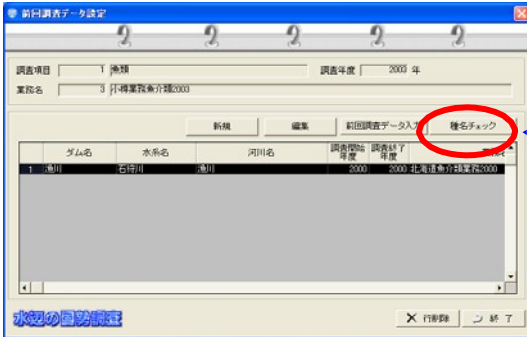 前回調査データ設定
調査項目 1 魚類 調査年度 2003 年
業務名 3 小樽業務魚介類2003
新規 編集 前回調査データ入力 種名チェック
ダム名 水系名 河川名 調査開始年度 調査終了年度
1 漁川 石狩川 漁川 2000 2000 北海道魚介類業務2000
水辺の国勢調査 行削除 終 了